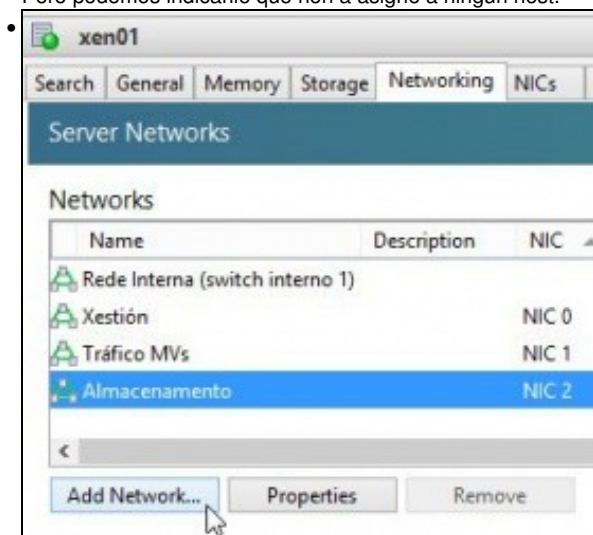 Pero podemos indicarlle que non a asigne a ningún host.
xen01
Search General Memory Storage Networking NICs
Server Networks
Networks
Name Description NIC
Rede Interna (switch interno 1)
Xestión NIC 0
Tráfico MVs NIC 1
Almacenamento NIC 2
Add Network... Properties Remove